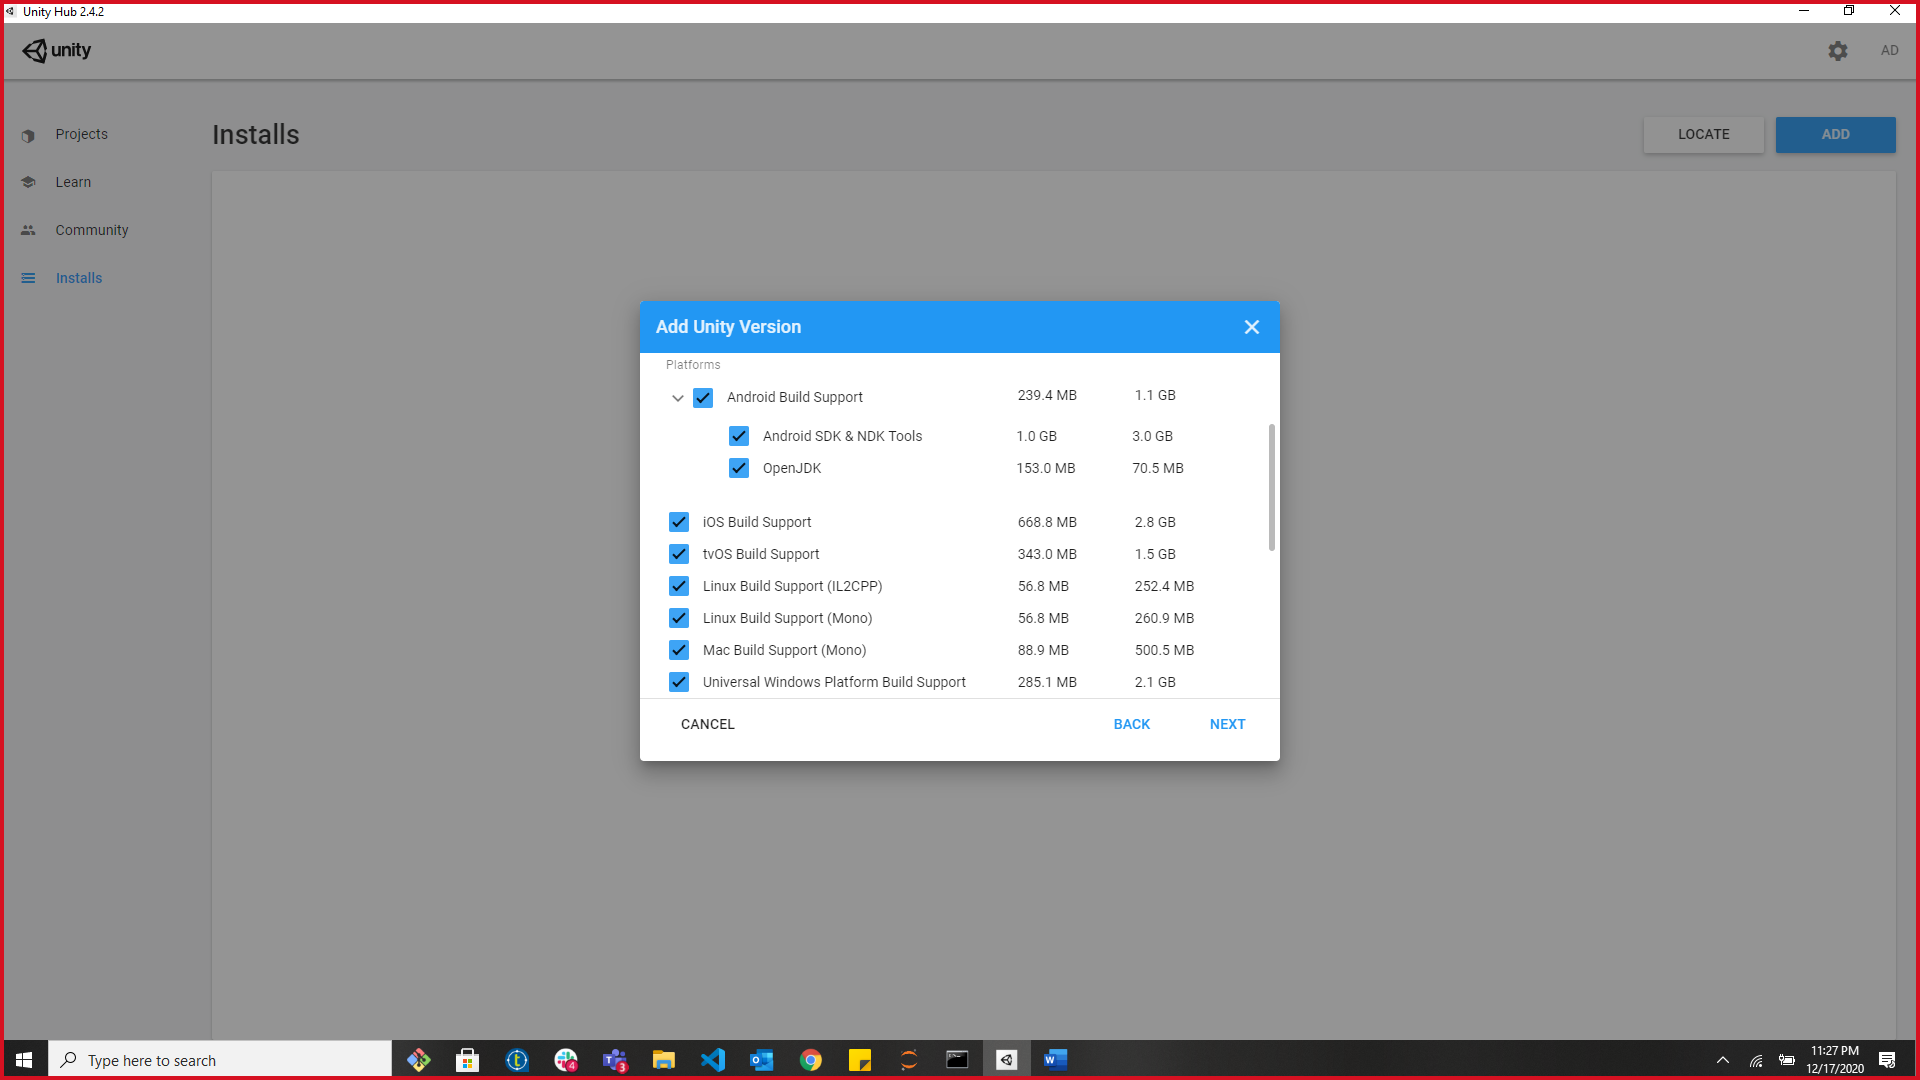 Unity Hub 2.4.2
unity
AD
Projects
Learn
Community
Installs
Installs
LOCATE
ADD
Add Unity Version
Platforms
Android Build Support 239.4 MB 1.1 GB
Android SDK & NDK Tools 1.0 GB 3.0 GB
OpenJDK 153.0 MB 70.5 MB
iOS Build Support 668.8 MB 2.8 GB
tvOS Build Support 343.0 MB 1.5 GB
Linux Build Support (IL2CPP) 56.8 MB 252.4 MB
Linux Build Support (Mono) 56.8 MB 260.9 MB
Mac Build Support (Mono) 88.9 MB 500.5 MB
Universal Windows Platform Build Support 285.1 MB 2.1 GB
CANCEL BACK NEXT
Type here to search
4
3
11:27 PM
12/17/2020